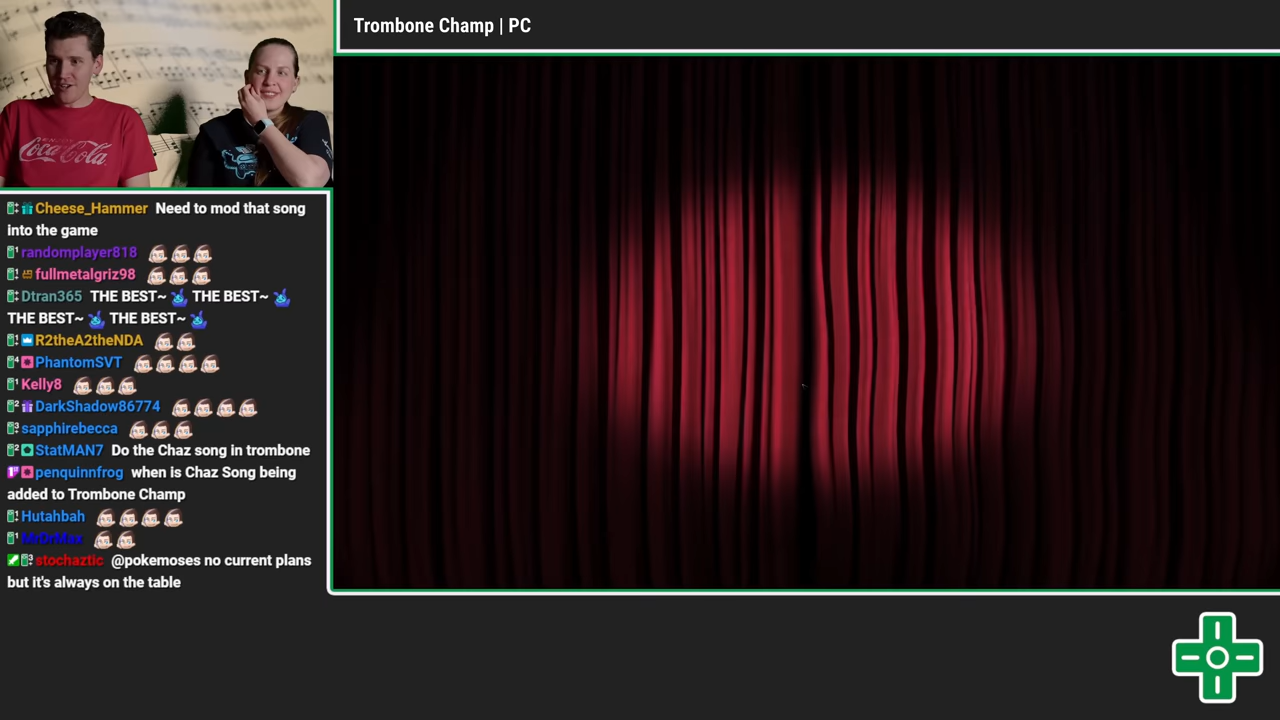 Trombone Champ | PC
Coca-Cola
Cheese_Hammer Need to mod that song
into the game
randomplayer818
fullmetalgriz98
Dtran365 THE BEST~ THE BEST~
THE BEST~ THE BEST~
R2theA2theNDA
PhantomSVT
Kelly8
DarkShadow86774
sapphirebecca
StatMAN7 Do the Chaz song in trombone
penquinnfrog when is Chaz Song being
added to Trombone Champ
Hutahbah
MrDrMax
stochaztic @pokemoses no current plans
but it's always on the table